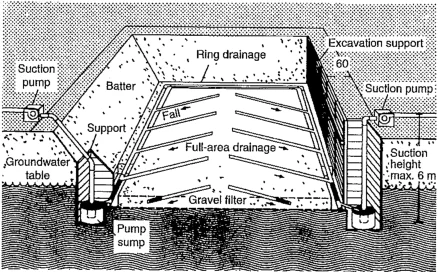 Ring drainage
Excavation support
60
Suction
pump
Batter
Suction pump
Fall
Support
Full-area drainage
Groundwater
table
Suction
height
max. 6 m
Gravel filter
Pump
sump